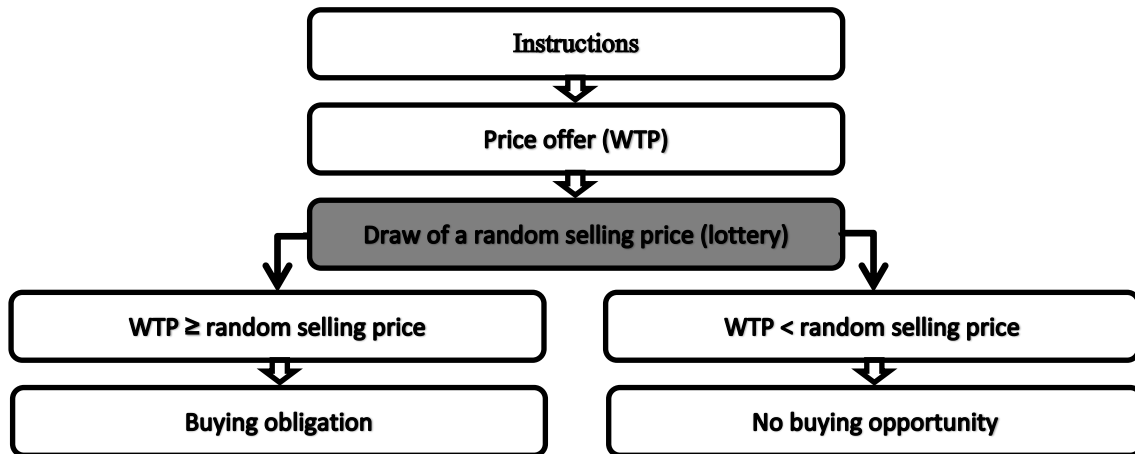 Instructions
Price offer (WTP)
Draw of a random selling price (lottery)
WTP ≥ random selling price
WTP < random selling price
Buying obligation
No buying opportunity